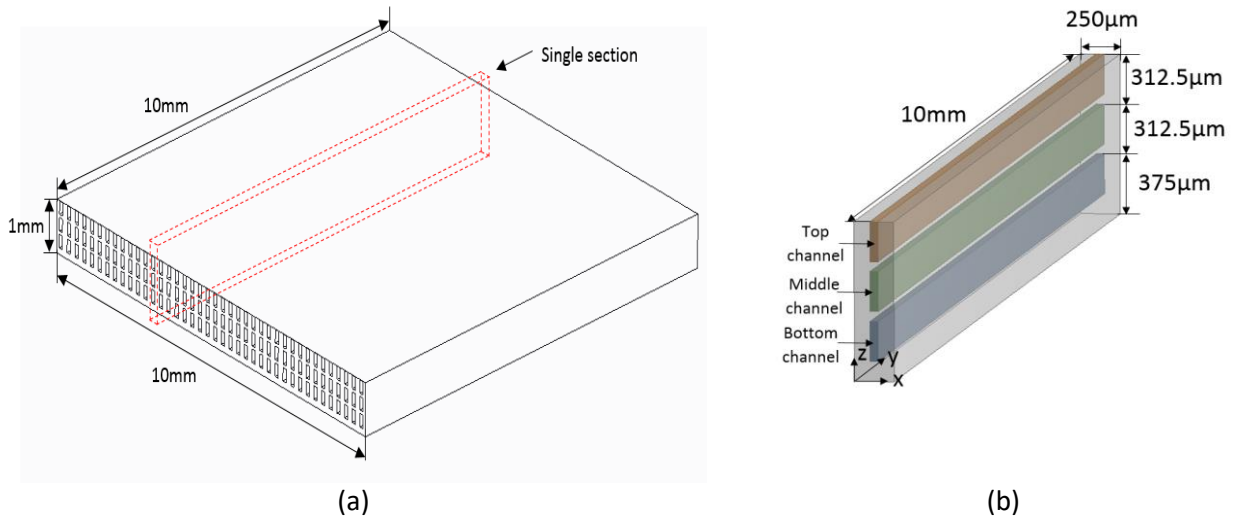 10mm
Single section
1mm
10mm
(a)
250µm
312.5µm
10mm
312.5µm
375µm
Top
channel
Middle
channel
Bottom
channel
z
y
x
(b)